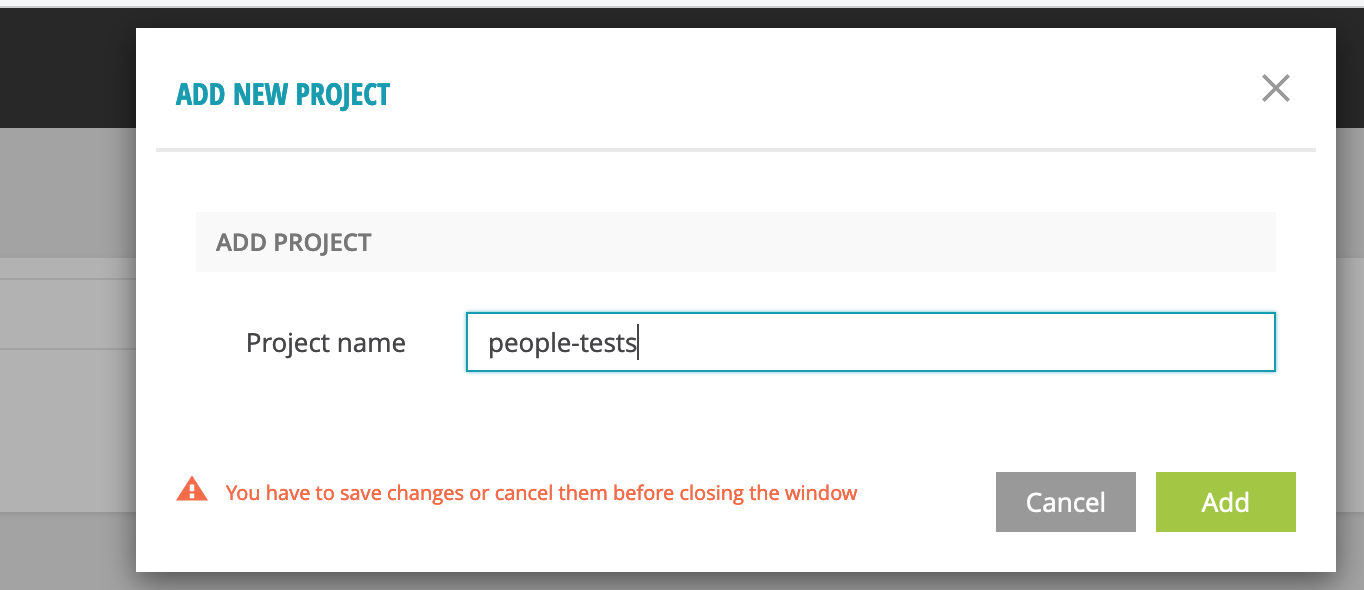 ADD NEW PROJECT
ADD PROJECT
Project name
people-tests
You have to save changes or cancel them before closing the window
Cancel
Add